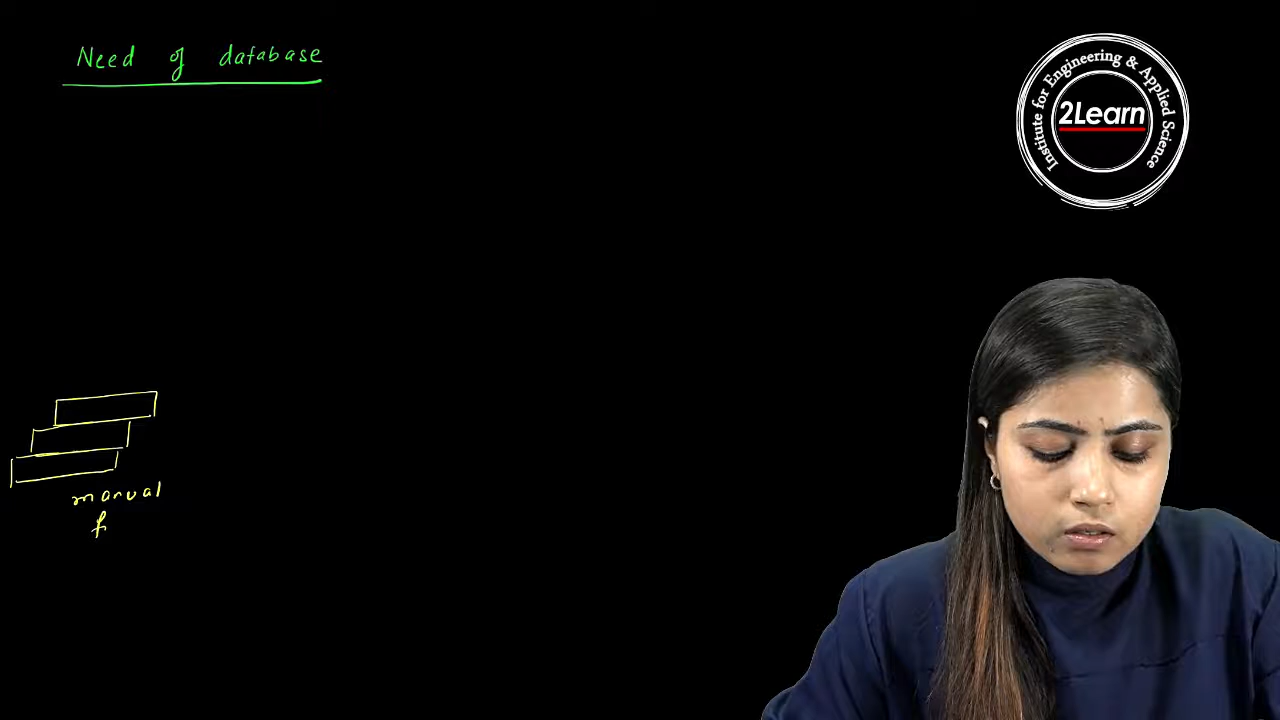 Need of database
Institute for Engineering & Applied Science
2Learn
manual
f